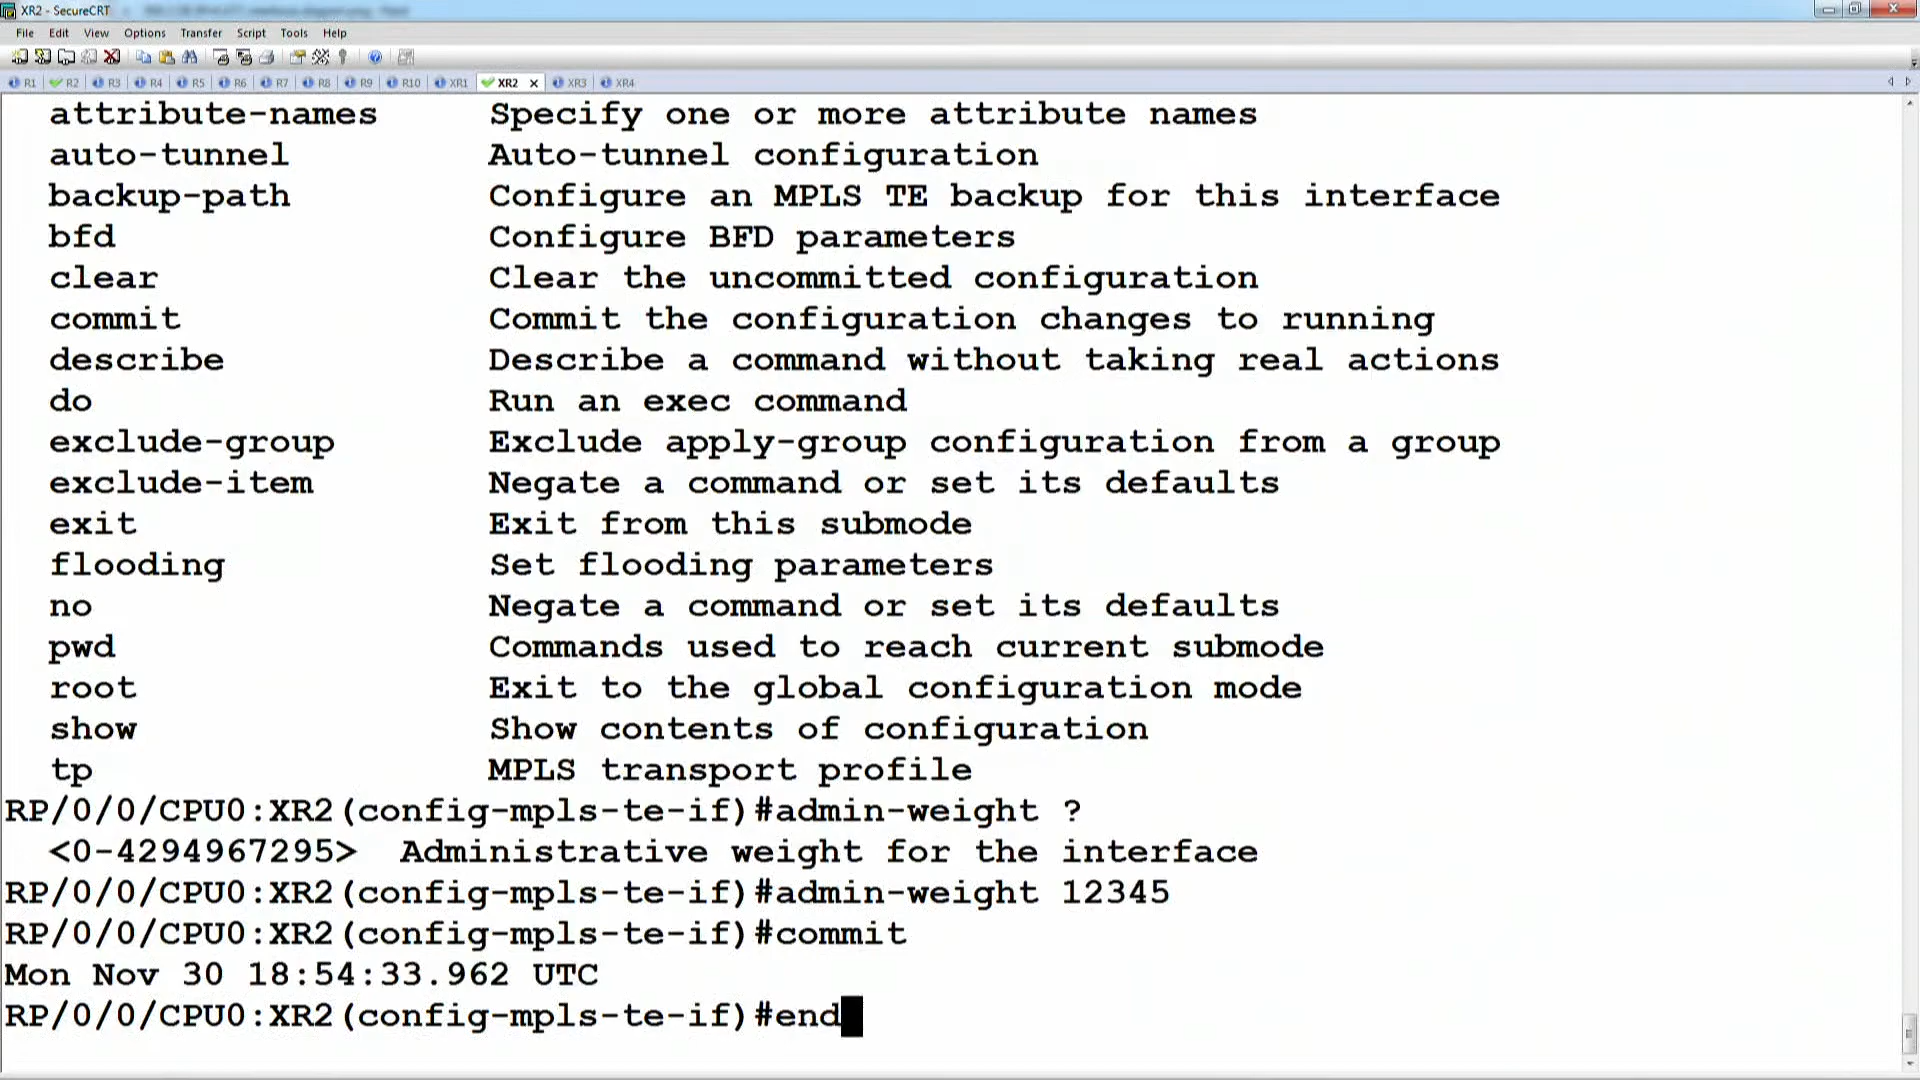 XR2 - SecureCRT
File Edit View Options Transfer Script Tools Help
R1 R2 R3 R4 R5 R6 R7 R8 R9 R10 XR1 XR2 XR3 XR4
attribute-names Specify one or more attribute names
auto-tunnel Auto-tunnel configuration
backup-path Configure an MPLS TE backup for this interface
bfd Configure BFD parameters
clear Clear the uncommitted configuration
commit Commit the configuration changes to running
describe Describe a command without taking real actions
do Run an exec command
exclude-group Exclude apply-group configuration from a group
exclude-item Negate a command or set its defaults
exit Exit from this submode
flooding Set flooding parameters
no Negate a command or set its defaults
pwd Commands used to reach current submode
root Exit to the global configuration mode
show Show contents of configuration
tp MPLS transport profile
RP/0/0/CPU0:XR2(config-mpls-te-if)#admin-weight ?
<0-4294967295> Administrative weight for the interface
RP/0/0/CPU0:XR2(config-mpls-te-if)#admin-weight 12345
RP/0/0/CPU0:XR2(config-mpls-te-if)#commit
Mon Nov 30 18:54:33.962 UTC
RP/0/0/CPU0:XR2(config-mpls-te-if)#end